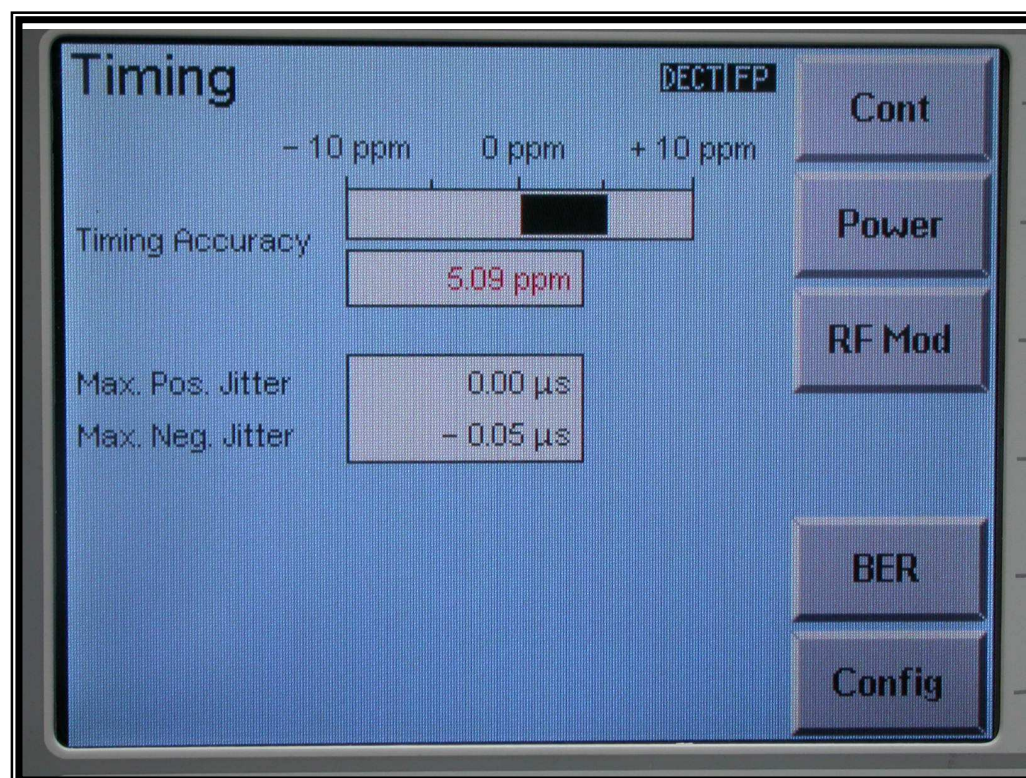 Timing
DECT FP
− 10 ppm 0 ppm + 10 ppm
Timing Accuracy
5.09 ppm
Max. Pos. Jitter 0.00 µs
Max. Neg. Jitter − 0.05 µs
Cont
Power
RF Mod
BER
Config